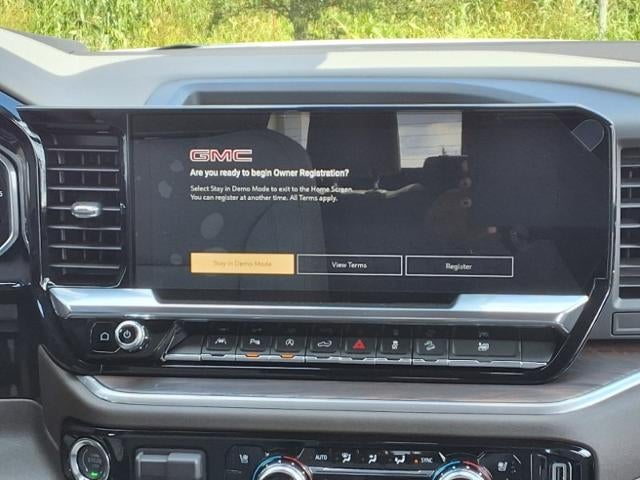 GMC
Are you ready to begin Owner Registration?
Select Stay in Demo Mode to exit to the Home Screen.
You can register at another time. All Terms apply.
Stay in Demo Mode
View Terms
Register
AUTO
SYNC